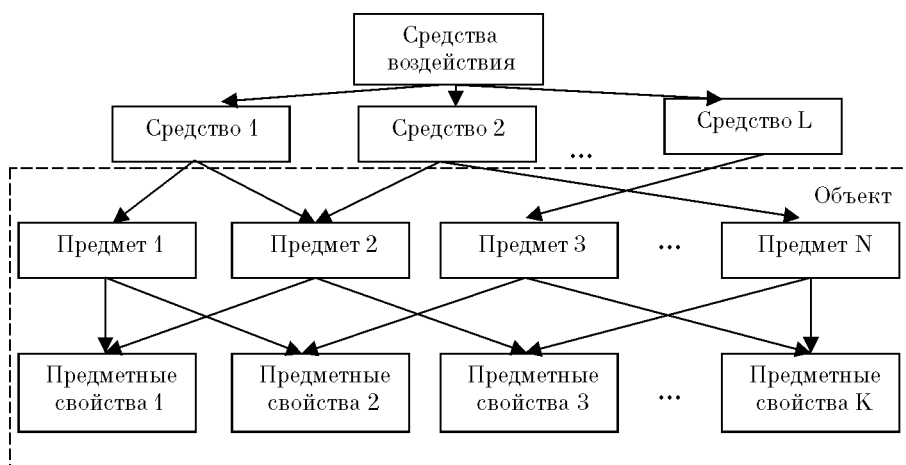 Средства
воздействия
Средство 1
Средство 2
...
Средство L
Объект
Предмет 1
Предмет 2
Предмет 3
...
Предмет N
Предметные
свойства 1
Предметные
свойства 2
Предметные
свойства 3
...
Предметные
свойства K